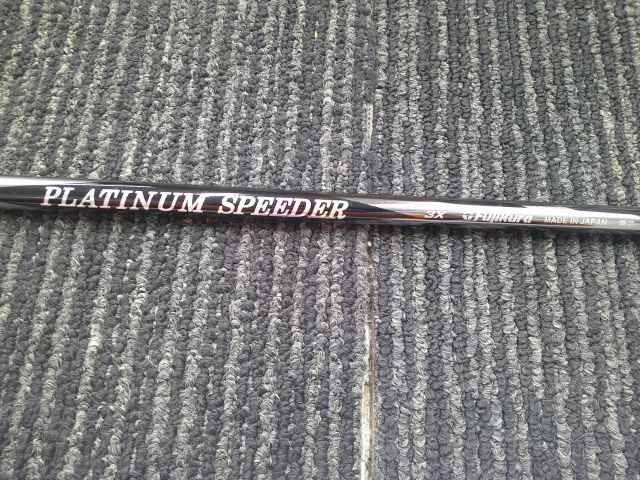 PLATINUM SPEEDER 3X Fujikura MADE IN JAPAN